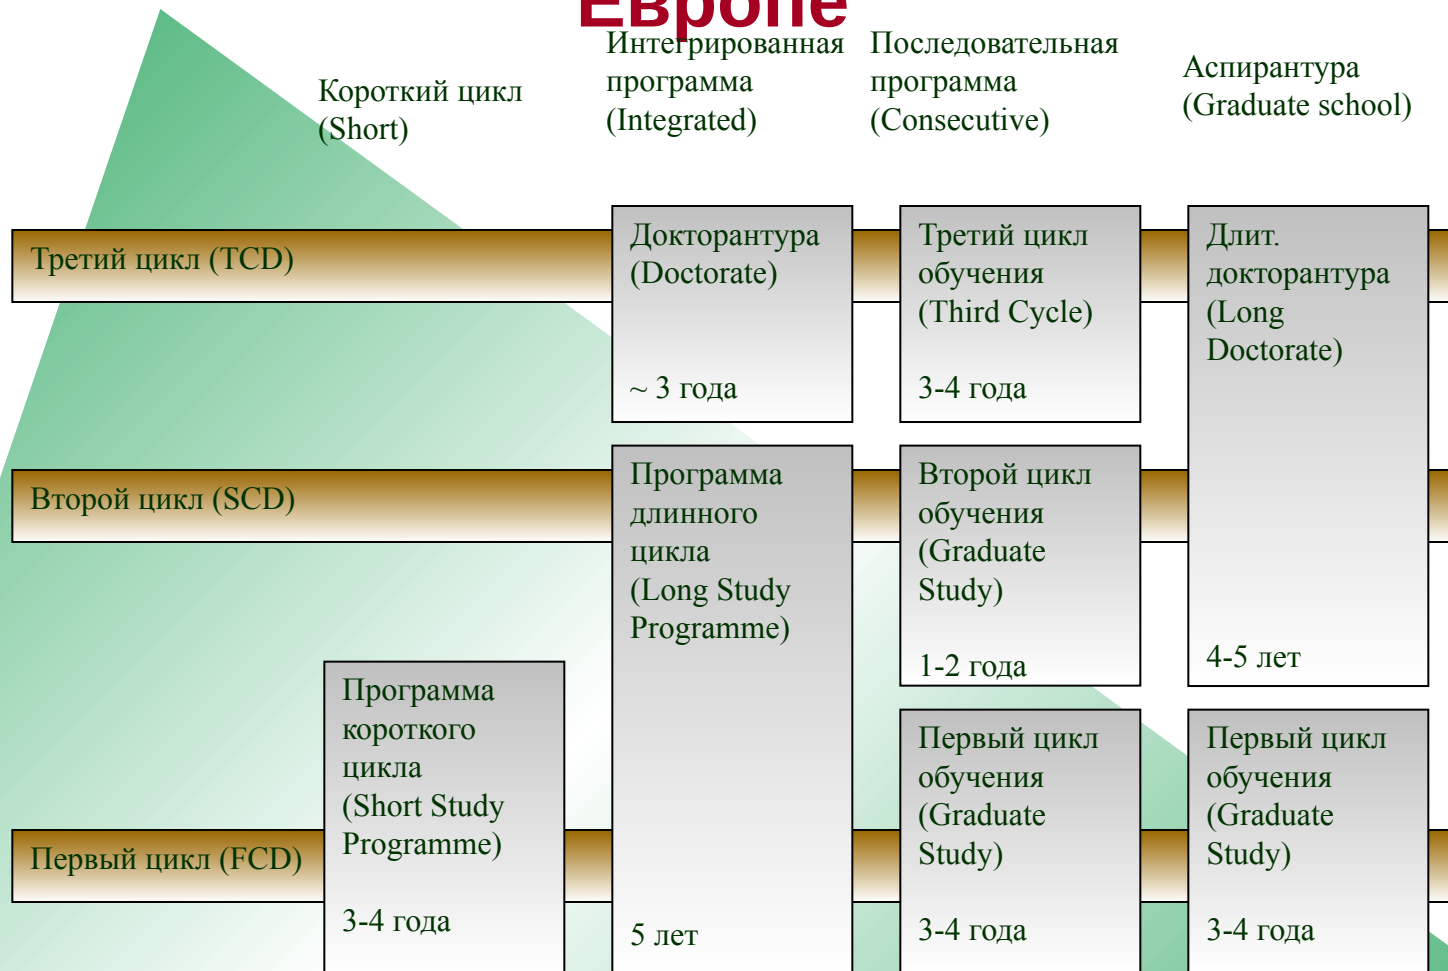 Европе
Короткий цикл
(Short)
Интегрированная
программа
(Integrated)
Последовательная
программа
(Consecutive)
Аспирантура
(Graduate school)
Третий цикл (TCD)
Докторантура
(Doctorate)
~ 3 года
Третий цикл
обучения
(Third Cycle)
3-4 года
Длит.
докторантура
(Long
Doctorate)
4-5 лет
Второй цикл (SCD)
Программа
длинного
цикла
(Long Study
Programme)
5 лет
Второй цикл
обучения
(Graduate
Study)
1-2 года
Первый цикл (FCD)
Программа
короткого
цикла
(Short Study
Programme)
3-4 года
Первый цикл
обучения
(Graduate
Study)
3-4 года
Первый цикл
обучения
(Graduate
Study)
3-4 года